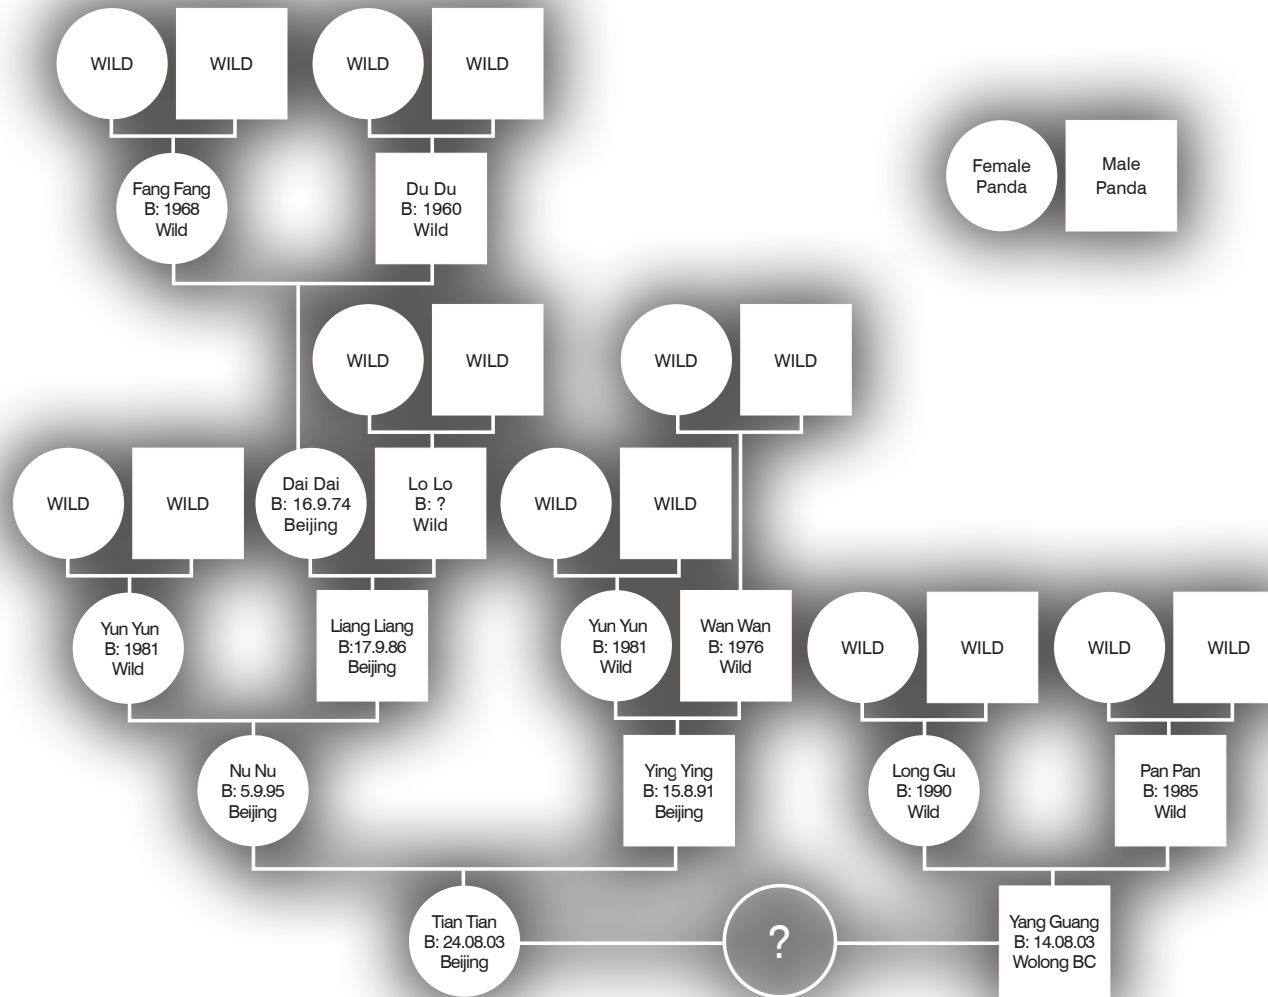 WILD
WILD
WILD
WILD
Female
Panda
Male
Panda
Fang Fang
B: 1968
Wild
Du Du
B: 1960
Wild
WILD
WILD
WILD
WILD
WILD
WILD
Dai Dai
B: 16.9.74
Beijing
Lo Lo
B: ?
Wild
WILD
WILD
Yun Yun
B: 1981
Wild
Liang Liang
B:17.9.86
Beijing
Yun Yun
B: 1981
Wild
Wan Wan
B: 1976
Wild
WILD
WILD
WILD
WILD
Nu Nu
B: 5.9.95
Beijing
Ying Ying
B: 15.8.91
Beijing
Long Gu
B: 1990
Wild
Pan Pan
B: 1985
Wild
Tian Tian
B: 24.08.03
Beijing
?
Yang Guang
B: 14.08.03
Wolong BC